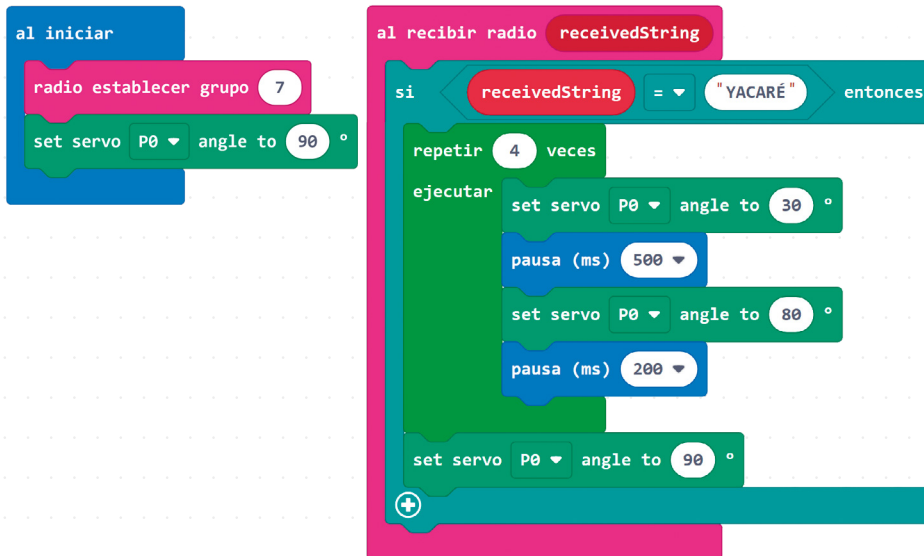 al iniciar
radio establecer grupo 7
set servo P0 angle to 90 °
al recibir radio receivedString
si receivedString = "YACARÉ" entonces
repetir 4 veces
ejecutar
set servo P0 angle to 30 °
pausa (ms) 500
set servo P0 angle to 80 °
pausa (ms) 200
set servo P0 angle to 90 °